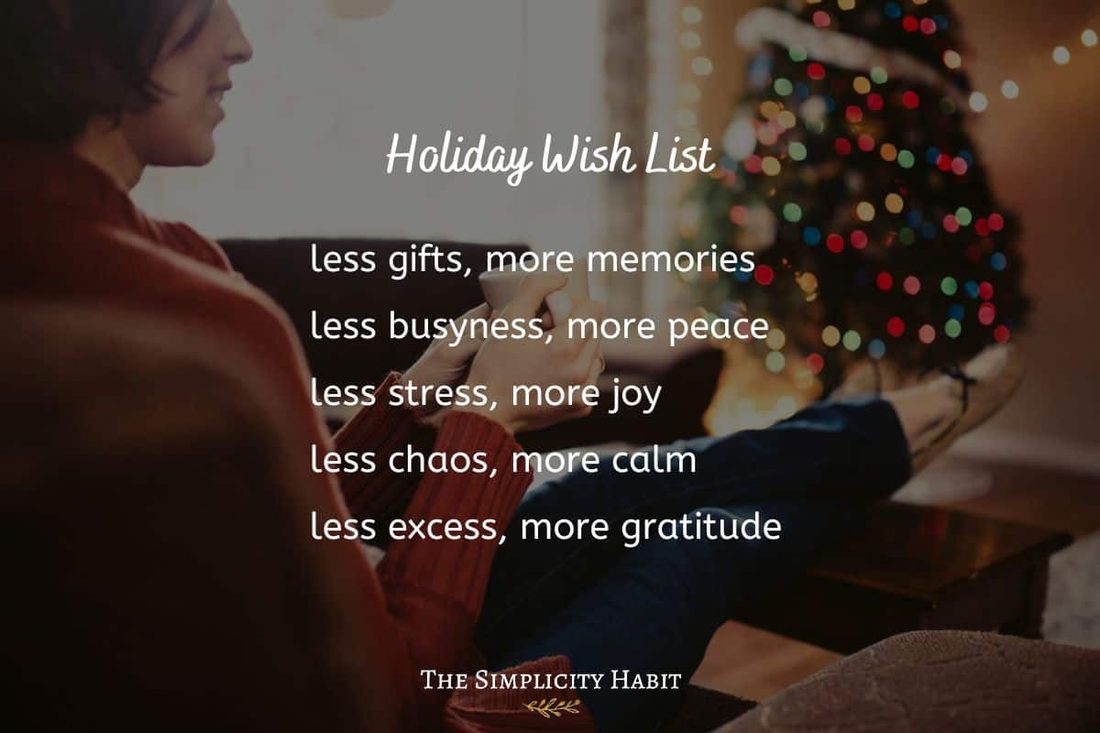 Holiday Wish List
less gifts, more memories
less busyness, more peace
less stress, more joy
less chaos, more calm
less excess, more gratitude
The Simplicity Habit